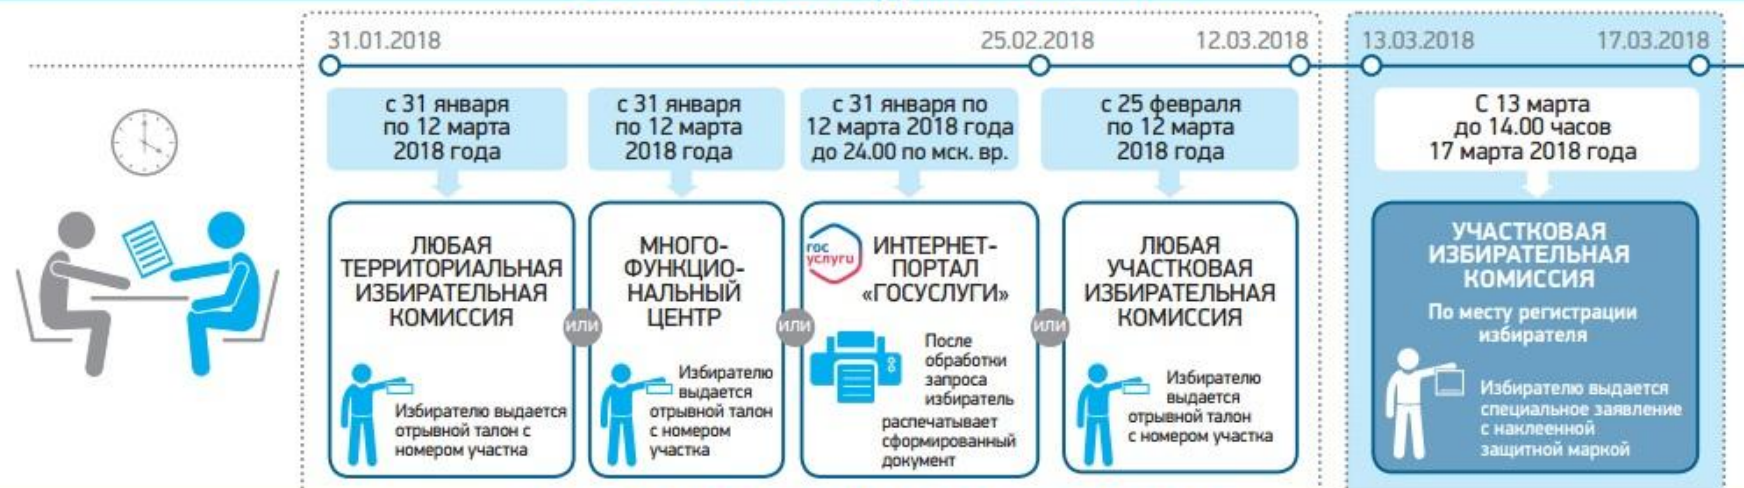 31.01.2018
25.02.2018
12.03.2018
13.03.2018
17.03.2018
с 31 января
по 12 марта
2018 года
с 31 января
по 12 марта
2018 года
с 31 января по
12 марта 2018 года
до 24.00 по мск. вр.
с 25 февраля
по 12 марта
2018 года
С 13 марта
до 14.00 часов
17 марта 2018 года
ЛЮБАЯ
ТЕРРИТОРИАЛЬНАЯ
ИЗБИРАТЕЛЬНАЯ
КОМИССИЯ
Избирателю выдается
отрывной талон с
номером участка
ИЛИ
МНОГО-
ФУНКЦИО-
НАЛЬНЫЙ
ЦЕНТР
Избирателю
выдается
отрывной талон
с номером
участка
ИЛИ
гос
услуги
ИНТЕРНЕТ-
ПОРТАЛ
«ГОСУСЛУГИ»
После
обработки
запроса
избиратель
распечатывает
сформированный
документ
ИЛИ
ЛЮБАЯ
УЧАСТКОВАЯ
ИЗБИРАТЕЛЬНАЯ
КОМИССИЯ
Избирателю
выдается
отрывной талон
с номером участка
УЧАСТКОВАЯ
ИЗБИРАТЕЛЬНАЯ
КОМИССИЯ
По месту регистрации
избирателя
Избирателю выдается
специальное заявление
с наклеенной
защитной маркой